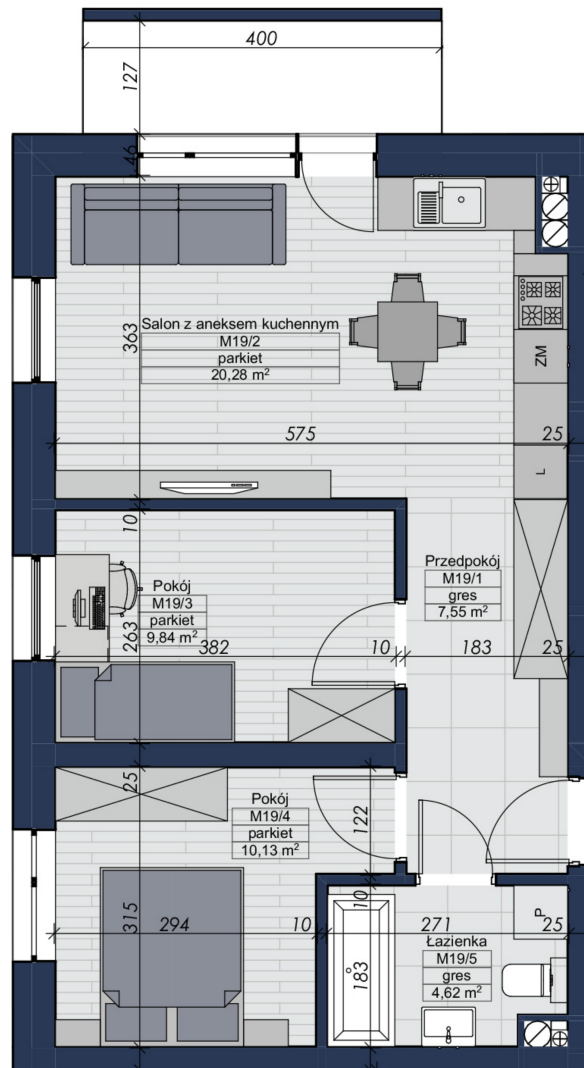 400
127
46
363
Salon z aneksem kuchennym
M19/2
parkiet
20,28 m²
ZM
575
25
L
10
Pokój
M19/3
parkiet
9,84 m²
263
382
10
Przedpokój
M19/1
gres
7,55 m²
183
25
25
Pokój
M19/4
parkiet
10,13 m²
122
10
315
294
10
271
25
P
183
Łazienka
M19/5
gres
4,62 m²